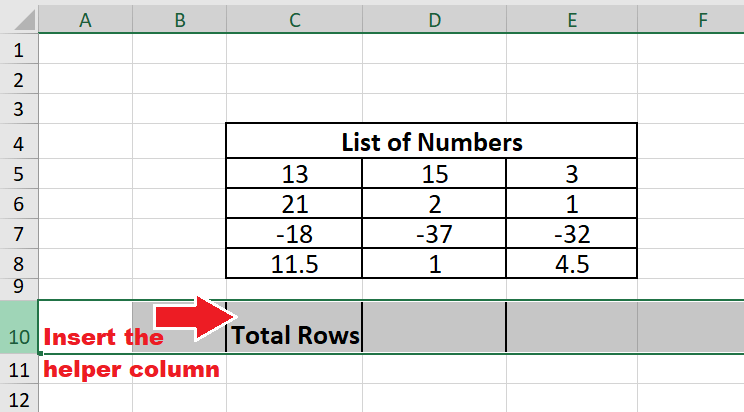 A B C D E F
1
2
3
4 List of Numbers
5 13 15 3
6 21 2 1
7 -18 -37 -32
8 11.5 1 4.5
9
10 Insert the Total Rows
11 helper column
12